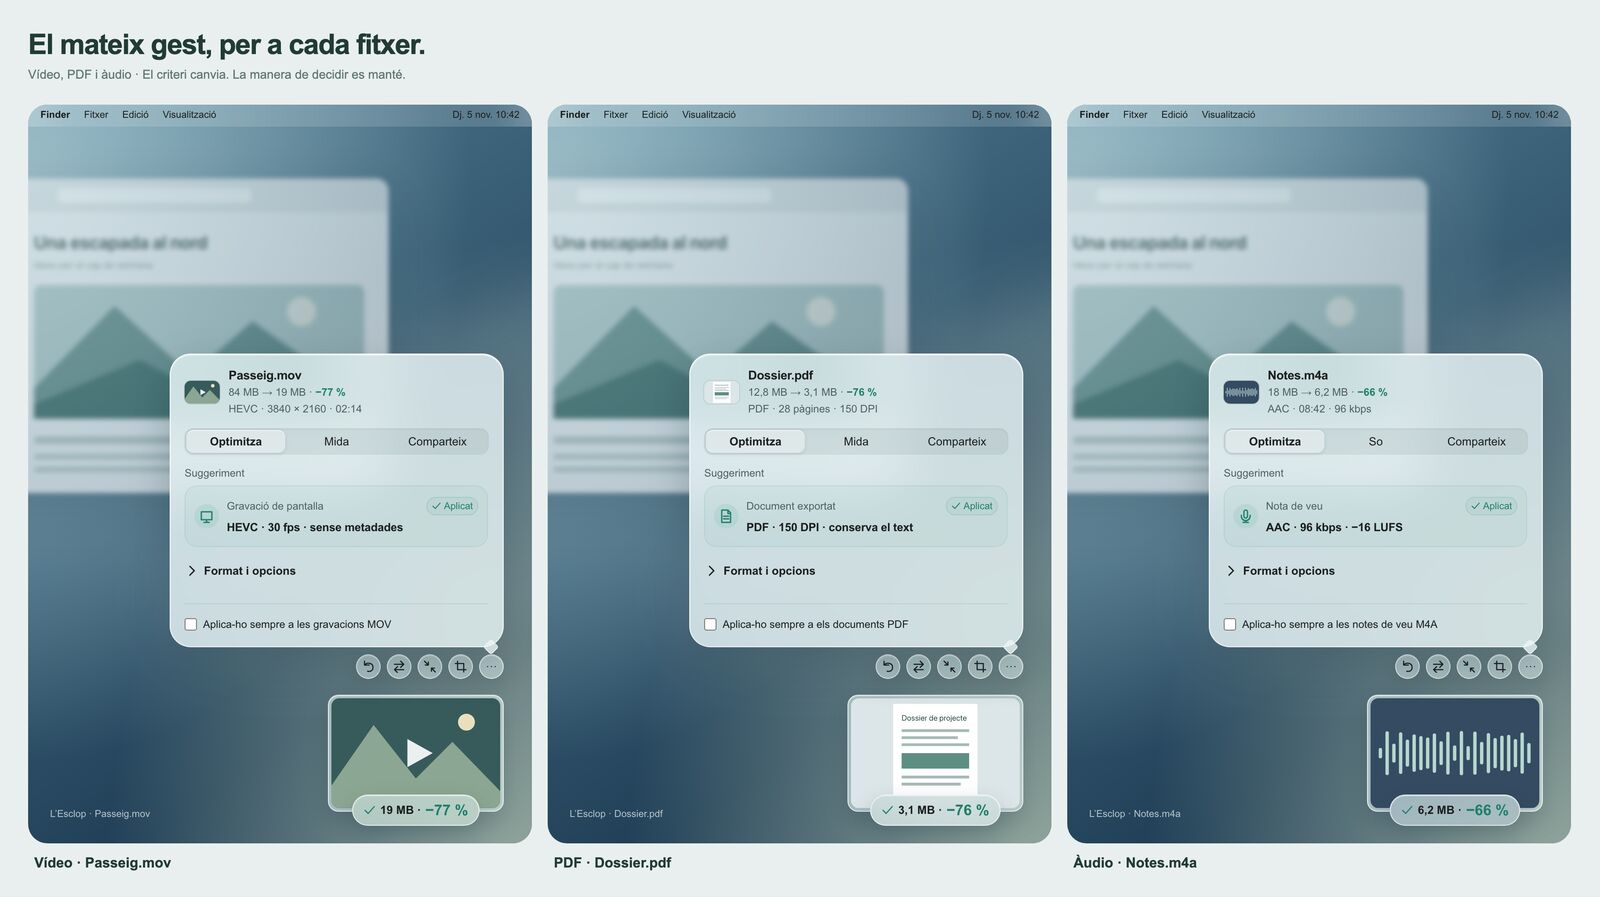 El mateix gest, per a cada fitxer.
Vídeo, PDF i àudio · El criteri canvia. La manera de decidir es manté.
Finder Fitxer Edició Visualització Dj. 5 nov. 10:42
Una escapada al nord
Passeig.mov
84 MB → 19 MB · −77 %
HEVC · 3840 × 2160 · 02:14
Optimitza Mida Comparteix
Suggeriment
Gravació de pantalla
✓ Aplicat
HEVC · 30 fps · sense metadades
Format i opcions
Aplica-ho sempre a les gravacions MOV
19 MB · −77 %
L'Esclop · Passeig.mov
Vídeo · Passeig.mov
Finder Fitxer Edició Visualització Dj. 5 nov. 10:42
Una escapada al nord
Dossier.pdf
12,8 MB → 3,1 MB · −76 %
PDF · 28 pàgines · 150 DPI
Optimitza Mida Comparteix
Suggeriment
Document exportat
✓ Aplicat
PDF · 150 DPI · conserva el text
Format i opcions
Aplica-ho sempre a els documents PDF
Dossier de projecte
3,1 MB · −76 %
L'Esclop · Dossier.pdf
PDF · Dossier.pdf
Finder Fitxer Edició Visualització Dj. 5 nov. 10:42
Una escapada al nord
Notes.m4a
18 MB → 6,2 MB · −66 %
AAC · 08:42 · 96 kbps
Optimitza So Comparteix
Suggeriment
Nota de veu
✓ Aplicat
AAC · 96 kbps · −16 LUFS
Format i opcions
Aplica-ho sempre a les notes de veu M4A
6,2 MB · −66 %
L'Esclop · Notes.m4a
Àudio · Notes.m4a